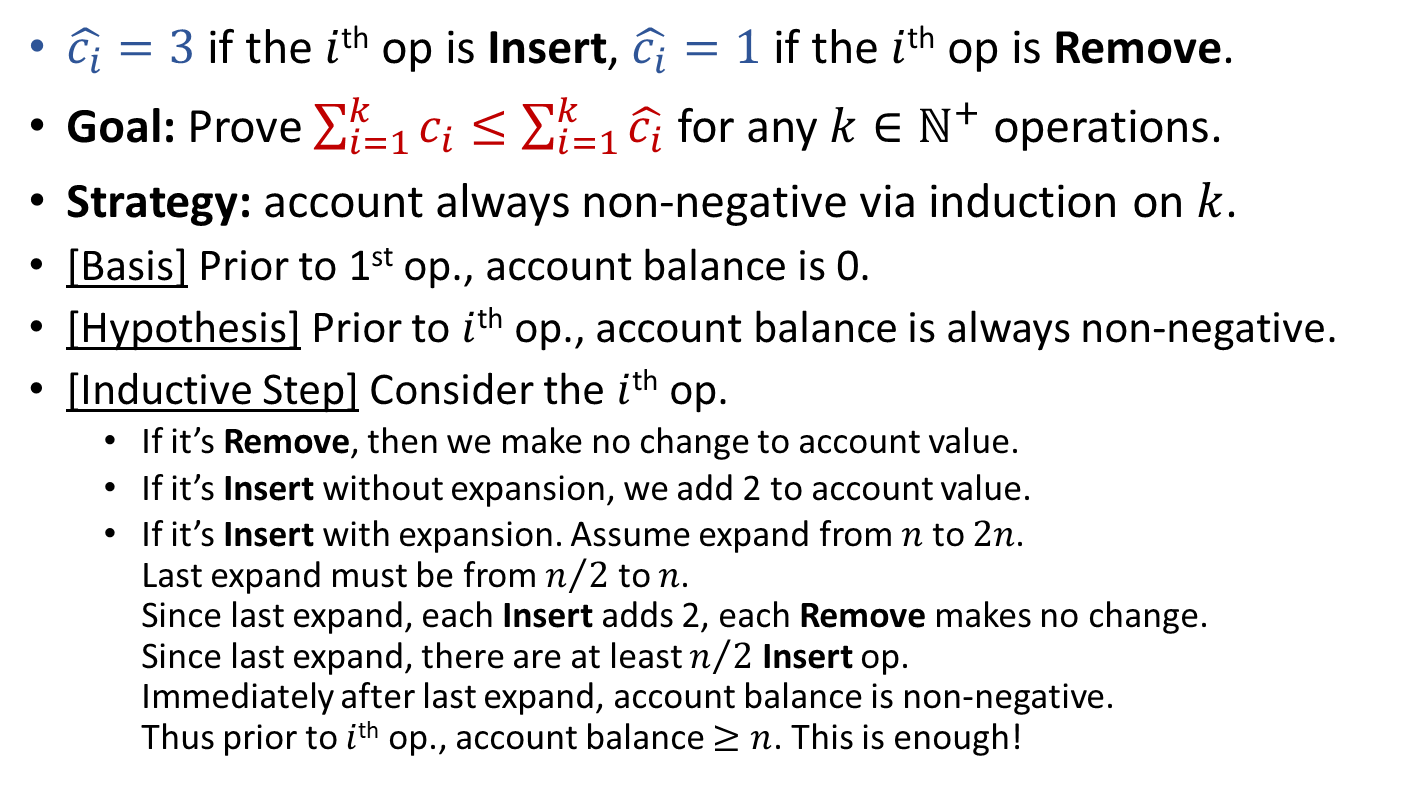 • ĉᵢ = 3 if the iᵗʰ op is Insert, ĉᵢ = 1 if the iᵗʰ op is Remove.
• Goal: Prove ∑ᵢ₌₁ᵏ cᵢ ≤ ∑ᵢ₌₁ᵏ ĉᵢ for any k ∈ ℕ⁺ operations.
• Strategy: account always non-negative via induction on k.
• [Basis] Prior to 1ˢᵗ op., account balance is 0.
• [Hypothesis] Prior to iᵗʰ op., account balance is always non-negative.
• [Inductive Step] Consider the iᵗʰ op.
• If it's Remove, then we make no change to account value.
• If it's Insert without expansion, we add 2 to account value.
• If it's Insert with expansion. Assume expand from n to 2n.
Last expand must be from n/2 to n.
Since last expand, each Insert adds 2, each Remove makes no change.
Since last expand, there are at least n/2 Insert op.
Immediately after last expand, account balance is non-negative.
Thus prior to iᵗʰ op., account balance ≥ n. This is enough!